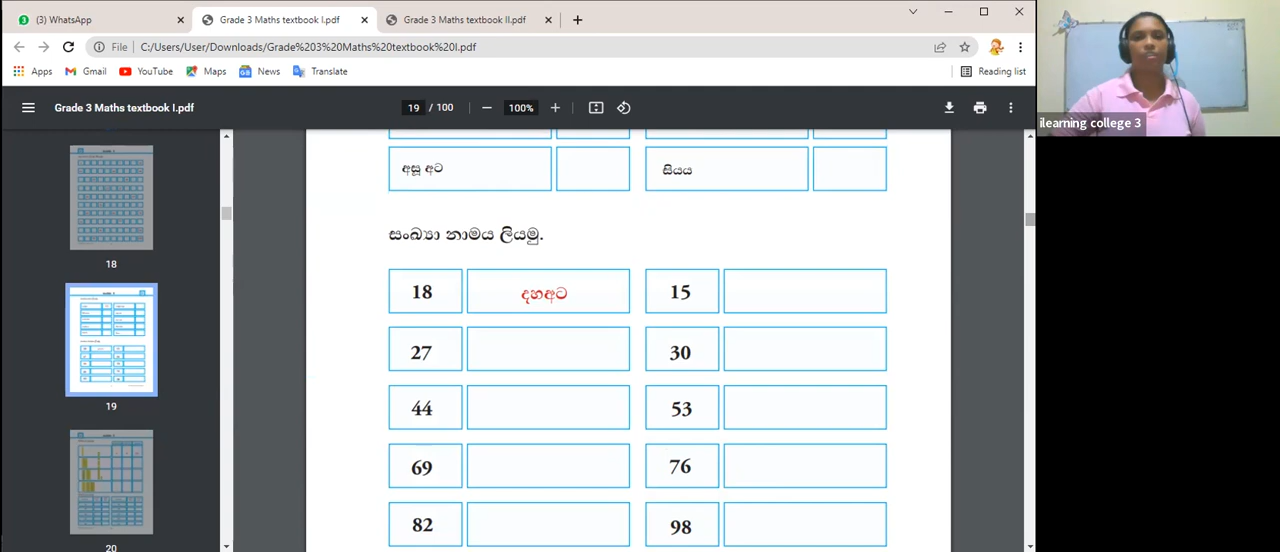 (3) WhatsApp
Grade 3 Maths textbook I.pdf
Grade 3 Maths textbook II.pdf
File C:/Users/User/Downloads/Grade%203%20Maths%20textbook%20I.pdf
Apps Gmail YouTube Maps News Translate Reading list
Grade 3 Maths textbook I.pdf 19 / 100 100%
ilearning college 3
අසූ අට සියය
සංඛ්‍යා නාමය ලියමු.
18 දහඅට 15
27 30
44 53
69 76
82 98
18
19
20